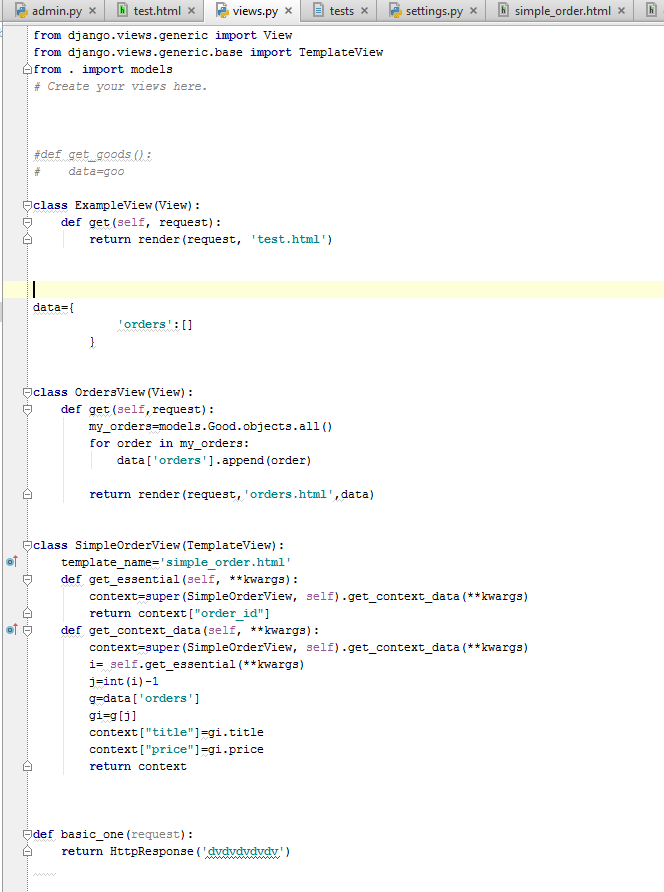 admin.py test.html views.py tests settings.py simple_order.html
from django.views.generic import View
from django.views.generic.base import TemplateView
from . import models
# Create your views here.
#def get_goods():
#    data=goo
class ExampleView(View):
    def get(self, request):
        return render(request, 'test.html')
data={
            'orders':[]
        }
class OrdersView(View):
    def get(self,request):
        my_orders=models.Good.objects.all()
        for order in my_orders:
            data['orders'].append(order)
        return render(request,'orders.html',data)
class SimpleOrderView(TemplateView):
    template_name='simple_order.html'
    def get_essential(self, **kwargs):
        context=super(SimpleOrderView, self).get_context_data(**kwargs)
        return context["order_id"]
    def get_context_data(self, **kwargs):
        context=super(SimpleOrderView, self).get_context_data(**kwargs)
        i= self.get_essential(**kwargs)
        j=int(i)-1
        g=data['orders']
        gi=g[j]
        context["title"]=gi.title
        context["price"]=gi.price
        return context
def basic_one(request):
    return HttpResponse('dvdvdvdvdv')